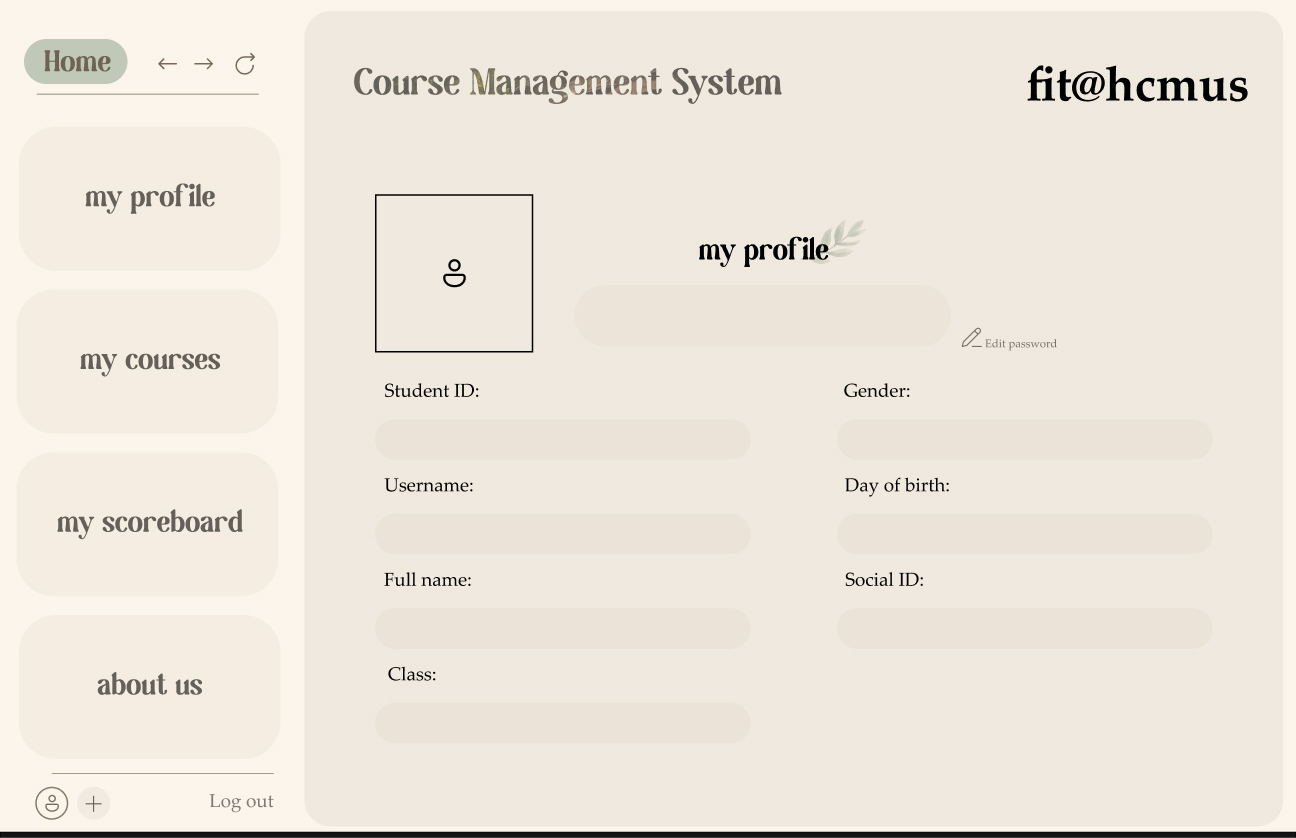 Home
my profile
my courses
my scoreboard
about us
Log out
Course Management System
fit@hcmus
my profile
Edit password
Student ID:
Gender:
Username:
Day of birth:
Full name:
Social ID:
Class: